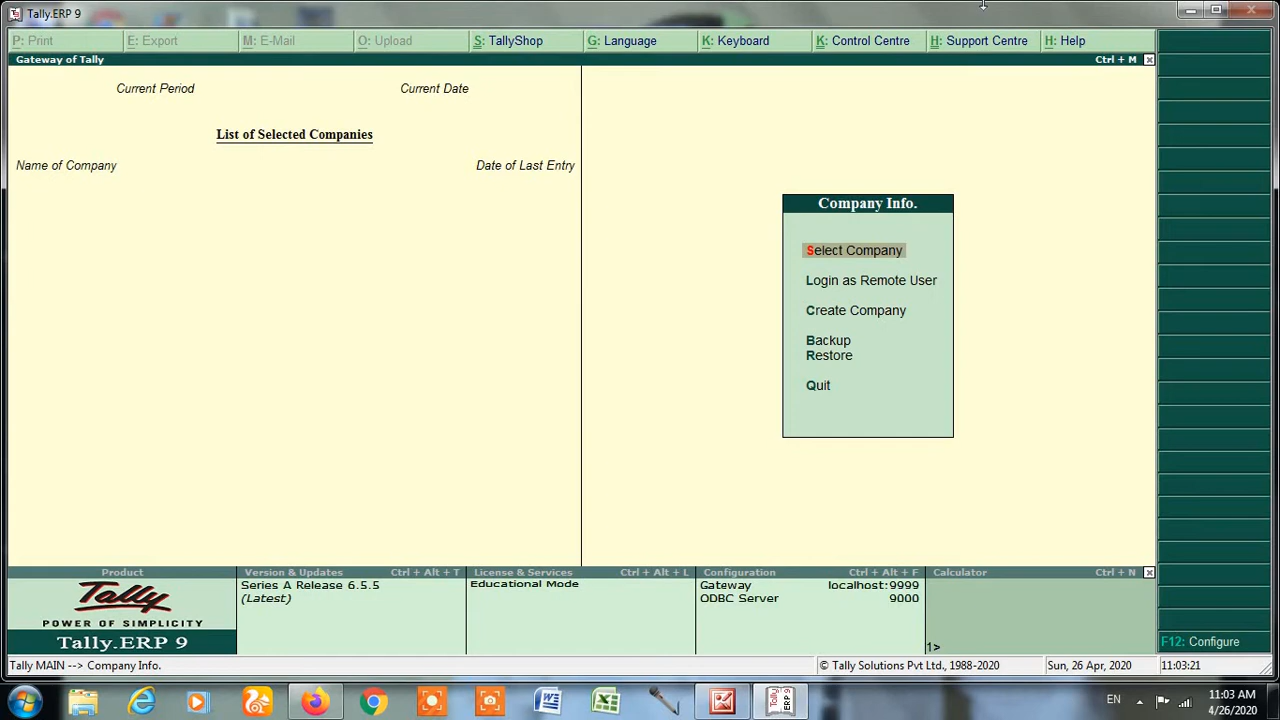 Tally.ERP 9
P: Print
E: Export
M: E-Mail
O: Upload
S: TallyShop
G: Language
K: Keyboard
K: Control Centre
H: Support Centre
H: Help
Gateway of Tally
Ctrl + M
Current Period
Current Date
List of Selected Companies
Name of Company
Date of Last Entry
Company Info.
Select Company
Login as Remote User
Create Company
Backup
Restore
Quit
Product
Tally
POWER OF SIMPLICITY
Tally.ERP 9
Version & Updates Ctrl + Alt + T
Series A Release 6.5.5
(Latest)
License & Services Ctrl + Alt + L
Educational Mode
Configuration Ctrl + Alt + F
Gateway localhost:9999
ODBC Server 9000
Calculator Ctrl + N
1>
F12: Configure
Tally MAIN --> Company Info.
© Tally Solutions Pvt Ltd., 1988-2020
Sun, 26 Apr, 2020
11:03:21
EN
11:03 AM
4/26/2020